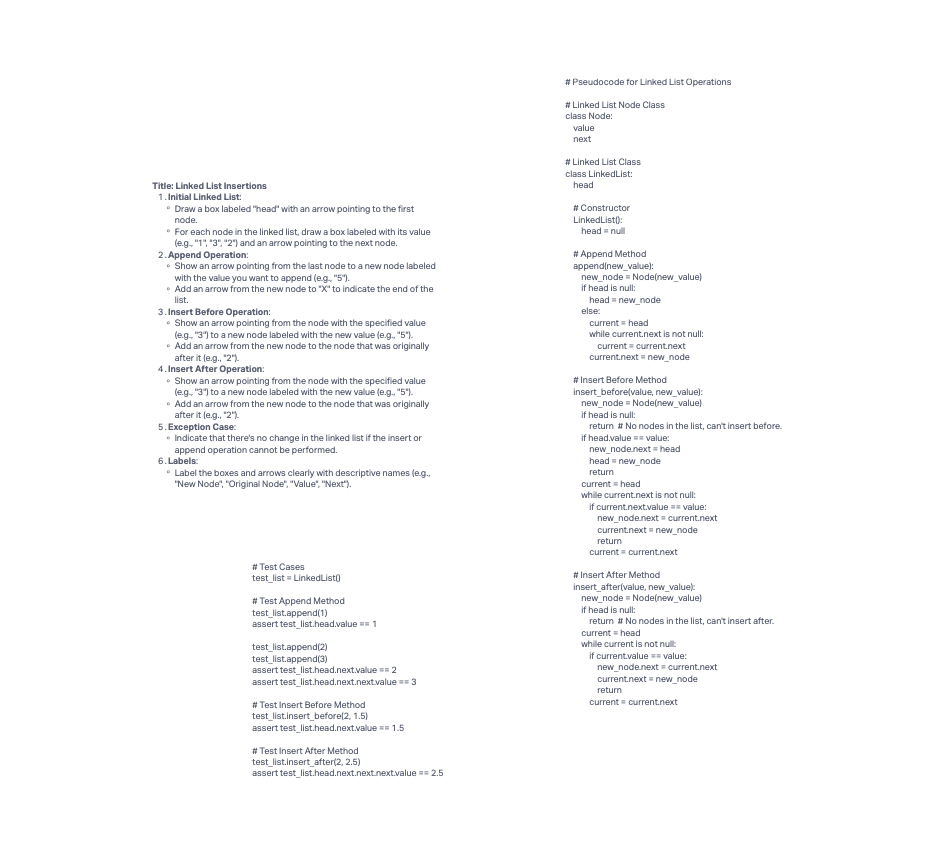 Title: Linked List Insertions
1. Initial Linked List:
◦ Draw a box labeled "head" with an arrow pointing to the first
node.
◦ For each node in the linked list, draw a box labeled with its value
(e.g., "1", "3", "2") and an arrow pointing to the next node.
2. Append Operation:
◦ Show an arrow pointing from the last node to a new node labeled
with the value you want to append (e.g., "5").
◦ Add an arrow from the new node to "X" to indicate the end of the
list.
3. Insert Before Operation:
◦ Show an arrow pointing from the node with the specified value
(e.g., "3") to a new node labeled with the new value (e.g., "5").
◦ Add an arrow from the new node to the node that was originally
after it (e.g., "2").
4. Insert After Operation:
◦ Show an arrow pointing from the node with the specified value
(e.g., "3") to a new node labeled with the new value (e.g., "5").
◦ Add an arrow from the new node to the node that was originally
after it (e.g., "2").
5. Exception Case:
◦ Indicate that there's no change in the linked list if the insert or
append operation cannot be performed.
6. Labels:
◦ Label the boxes and arrows clearly with descriptive names (e.g.,
"New Node", "Original Node", "Value", "Next").
# Test Cases
test_list = LinkedList()
# Test Append Method
test_list.append(1)
assert test_list.head.value == 1
test_list.append(2)
test_list.append(3)
assert test_list.head.next.value == 2
assert test_list.head.next.next.value == 3
# Test Insert Before Method
test_list.insert_before(2, 1.5)
assert test_list.head.next.value == 1.5
# Test Insert After Method
test_list.insert_after(2, 2.5)
assert test_list.head.next.next.next.value == 2.5
# Pseudocode for Linked List Operations
# Linked List Node Class
class Node:
value
next
# Linked List Class
class LinkedList:
head
# Constructor
LinkedList():
head = null
# Append Method
append(new_value):
new_node = Node(new_value)
if head is null:
head = new_node
else:
current = head
while current.next is not null:
current = current.next
current.next = new_node
# Insert Before Method
insert_before(value, new_value):
new_node = Node(new_value)
if head is null:
return # No nodes in the list, can't insert before.
if head.value == value:
new_node.next = head
head = new_node
return
current = head
while current.next is not null:
if current.next.value == value:
new_node.next = current.next
current.next = new_node
return
current = current.next
# Insert After Method
insert_after(value, new_value):
new_node = Node(new_value)
if head is null:
return # No nodes in the list, can't insert after.
current = head
while current is not null:
if current.value == value:
new_node.next = current.next
current.next = new_node
return
current = current.next